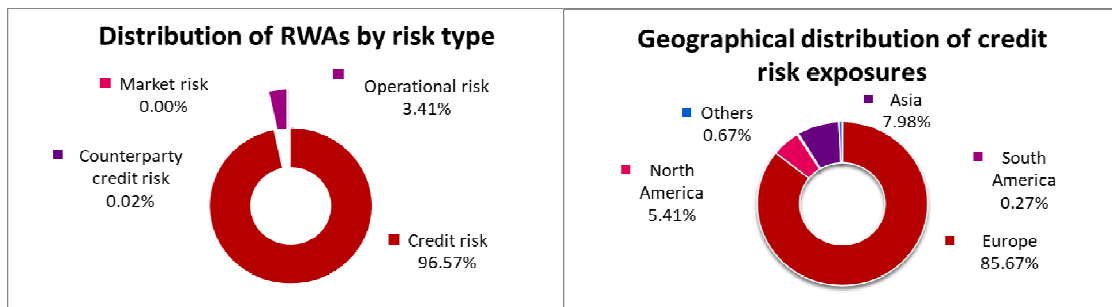 Distribution of RWAs by risk type
Market risk
0.00%
Operational risk
3.41%
Counterparty
credit risk
0.02%
Credit risk
96.57%
Geographical distribution of credit
risk exposures
Others
0.67%
Asia
7.98%
North
America
5.41%
South
America
0.27%
Europe
85.67%